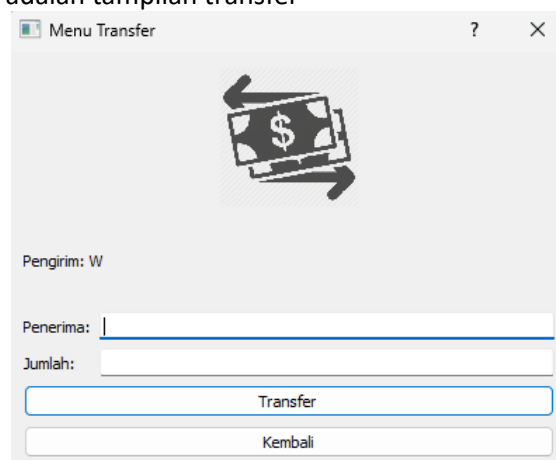 adalah tampilan transfer
Menu Transfer ? ×
$
Pengirim: W
Penerima:
Jumlah:
Transfer
Kembali